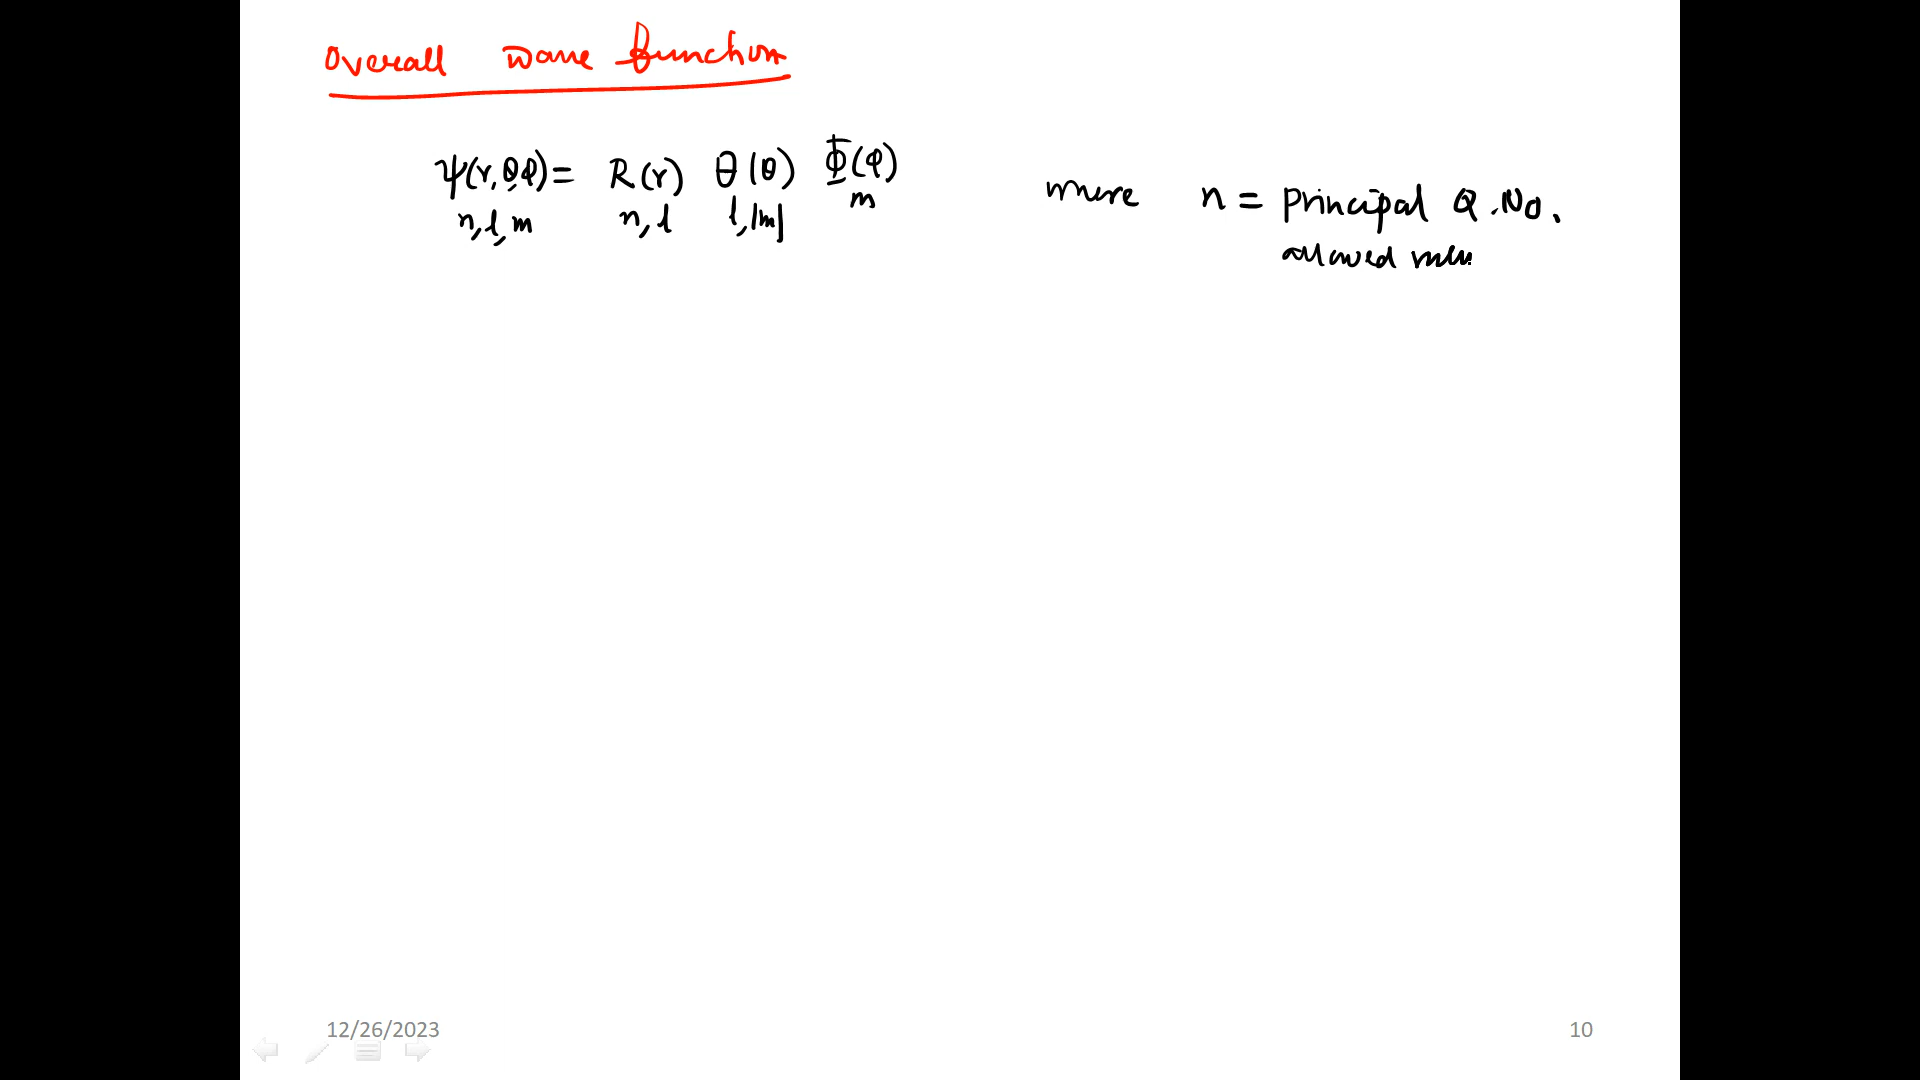 Overall wave function
ψ(r, θ,φ) = R(r) Θ(θ) Φ(φ)
n, l, m n, l l, |m| m
where n = Principal Q.No.
allowed
12/26/2023
10